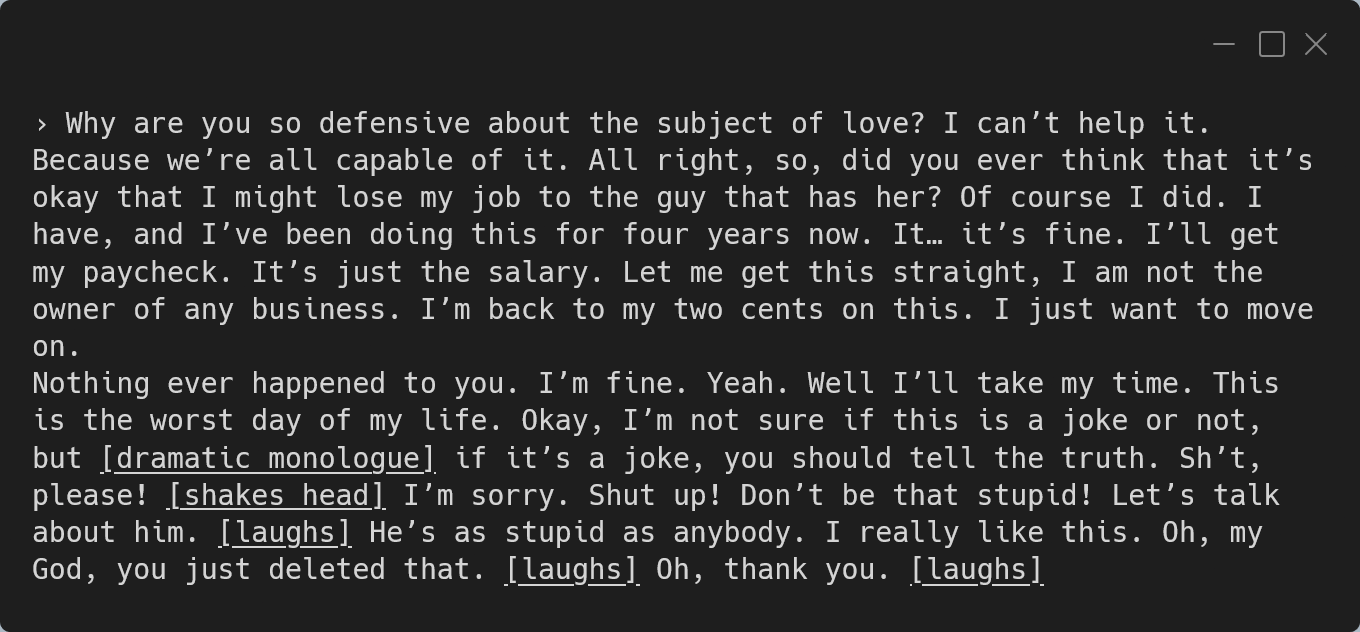 › Why are you so defensive about the subject of love? I can’t help it.
Because we’re all capable of it. All right, so, did you ever think that it’s
okay that I might lose my job to the guy that has her? Of course I did. I
have, and I’ve been doing this for four years now. It… it’s fine. I’ll get
my paycheck. It’s just the salary. Let me get this straight, I am not the
owner of any business. I’m back to my two cents on this. I just want to move
on.
Nothing ever happened to you. I’m fine. Yeah. Well I’ll take my time. This
is the worst day of my life. Okay, I’m not sure if this is a joke or not,
but [dramatic monologue] if it’s a joke, you should tell the truth. Sh’t,
please! [shakes head] I’m sorry. Shut up! Don’t be that stupid! Let’s talk
about him. [laughs] He’s as stupid as anybody. I really like this. Oh, my
God, you just deleted that. [laughs] Oh, thank you. [laughs]